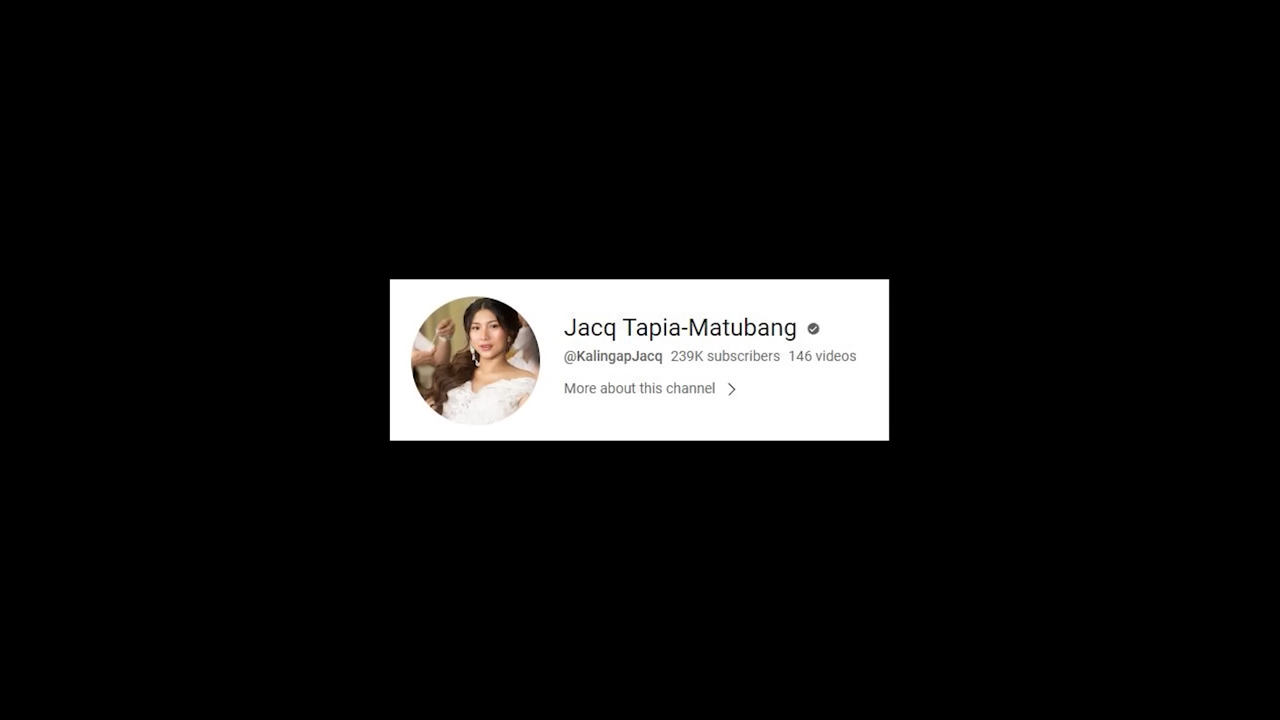 Jacq Tapia-Matubang
@KalingapJacq 239K subscribers 146 videos
More about this channel